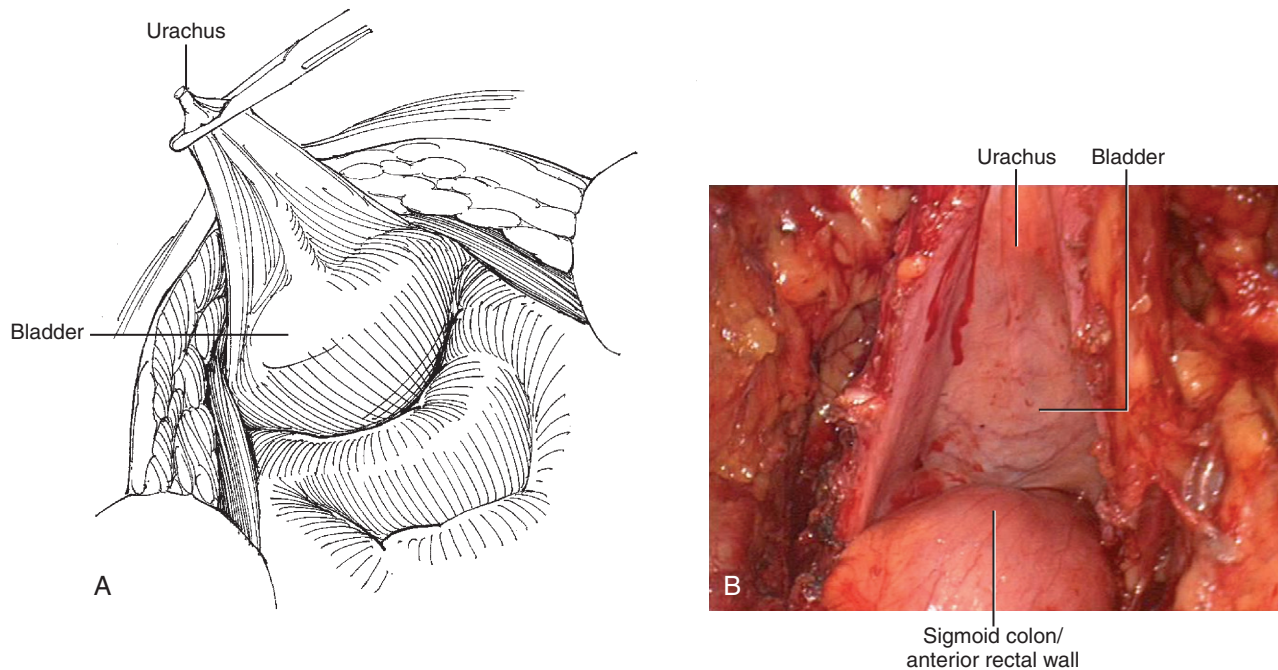 Urachus
Bladder
A
Urachus
Bladder
B
Sigmoid colon/
anterior rectal wall